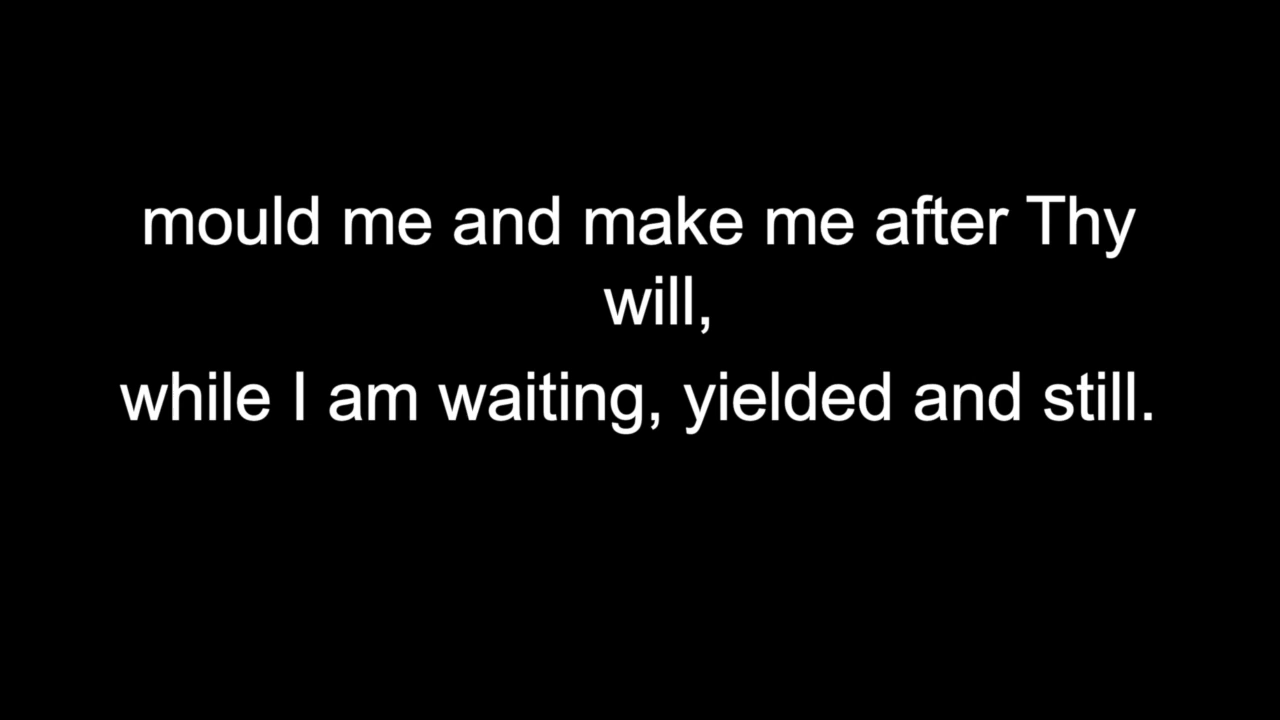 mould me and make me after Thy
will,
while I am waiting, yielded and still.